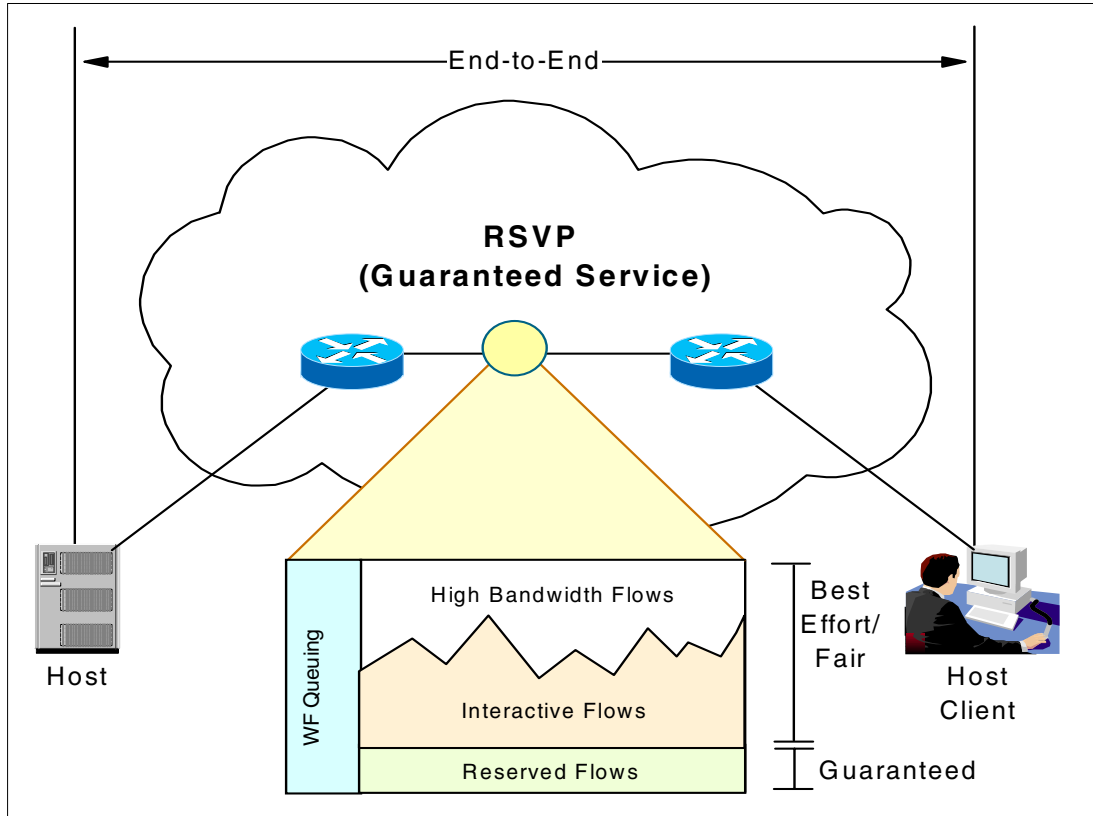 End-to-End
RSVP
(Guaranteed Service)
Host
WF Queuing
High Bandwidth Flows
Interactive Flows
Reserved Flows
Best
Effort/
Fair
Guaranteed
Host
Client